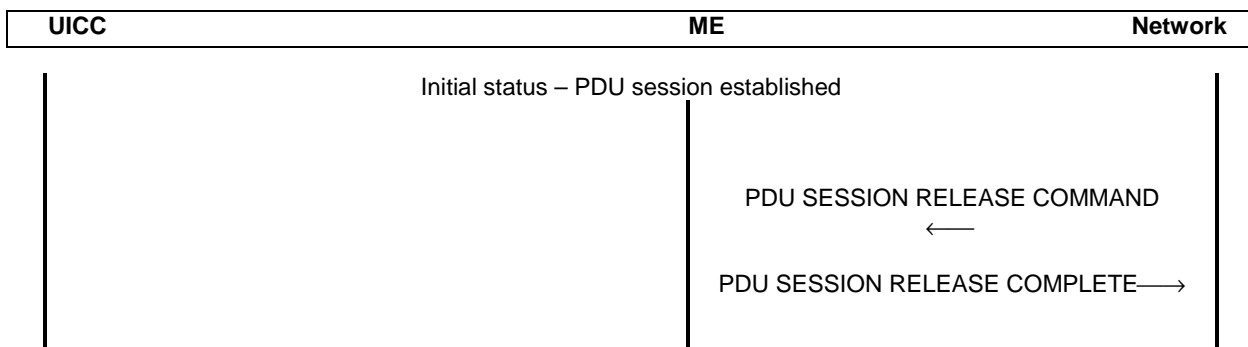 UICC ME Network
Initial status – PDU session established
PDU SESSION RELEASE COMMAND
←
PDU SESSION RELEASE COMPLETE→